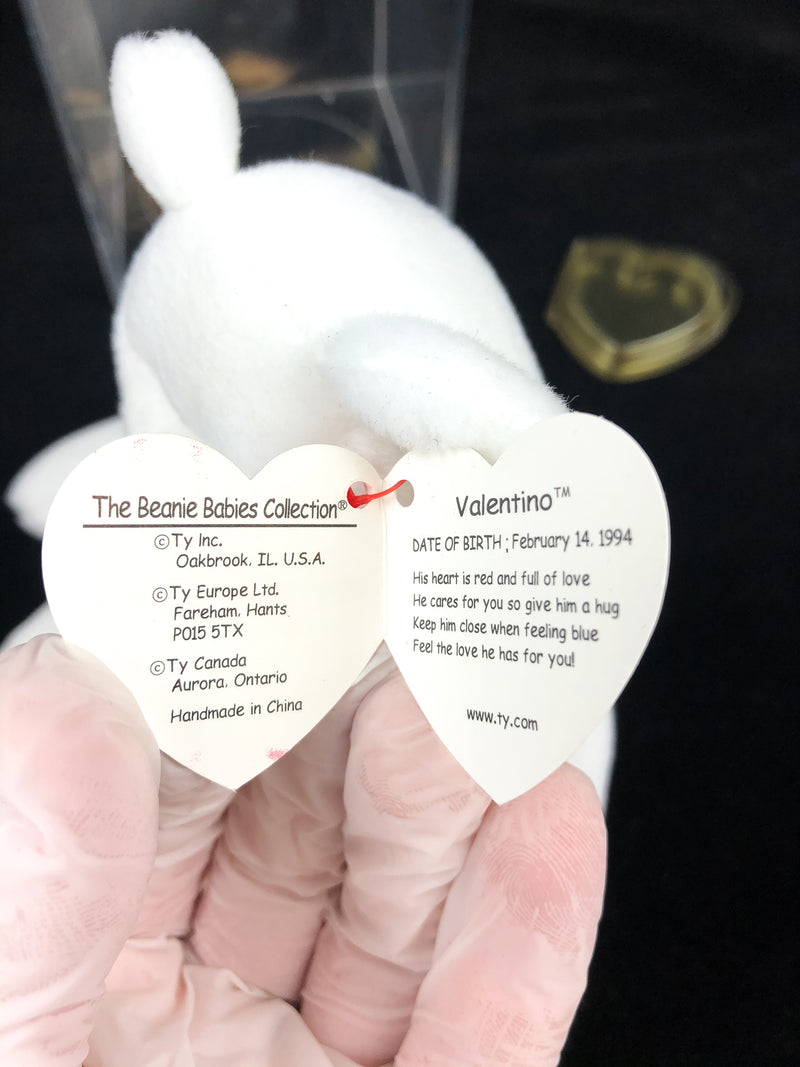 The Beanie Babies Collection®
©Ty Inc.
Oakbrook, IL. U.S.A.
©Ty Europe Ltd.
Fareham, Hants
P015 5TX
©Ty Canada
Aurora, Ontario
Handmade in China
Valentino™
DATE OF BIRTH ; February 14, 1994
His heart is red and full of love
He cares for you so give him a hug
Keep him close when feeling blue
Feel the love he has for you!
www.ty.com